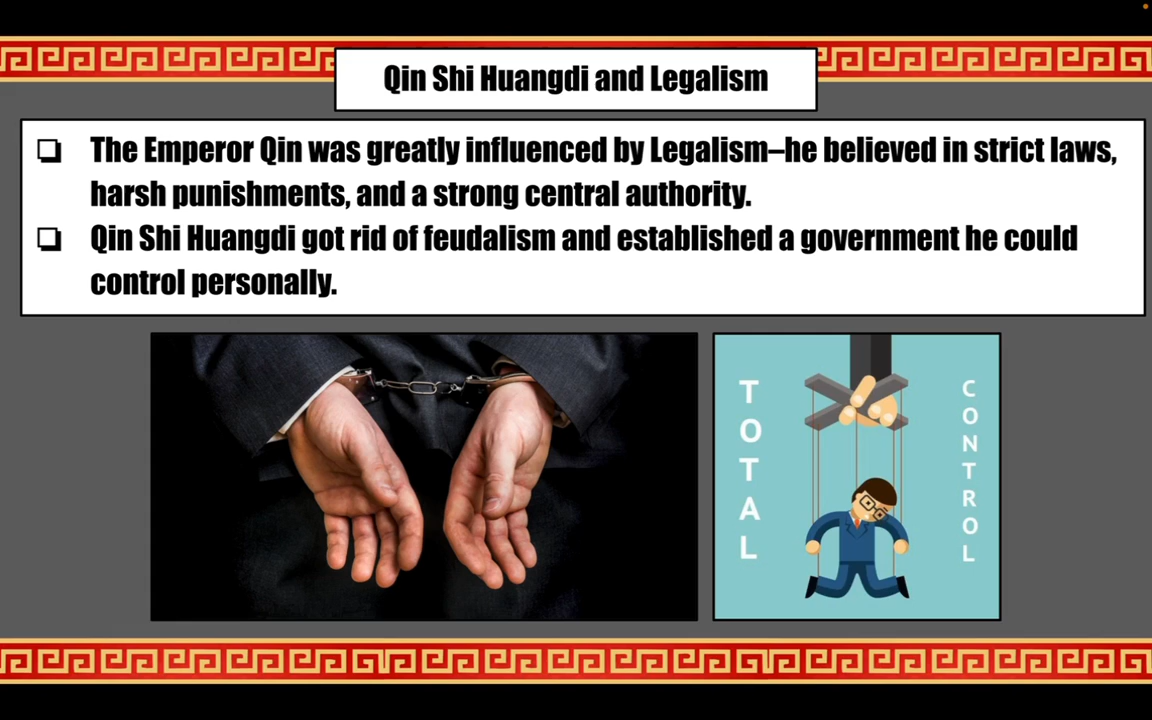 Qin Shi Huangdi and Legalism
The Emperor Qin was greatly influenced by Legalism–he believed in strict laws,
harsh punishments, and a strong central authority.
Qin Shi Huangdi got rid of feudalism and established a government he could
control personally.
TOTAL
CONTROL